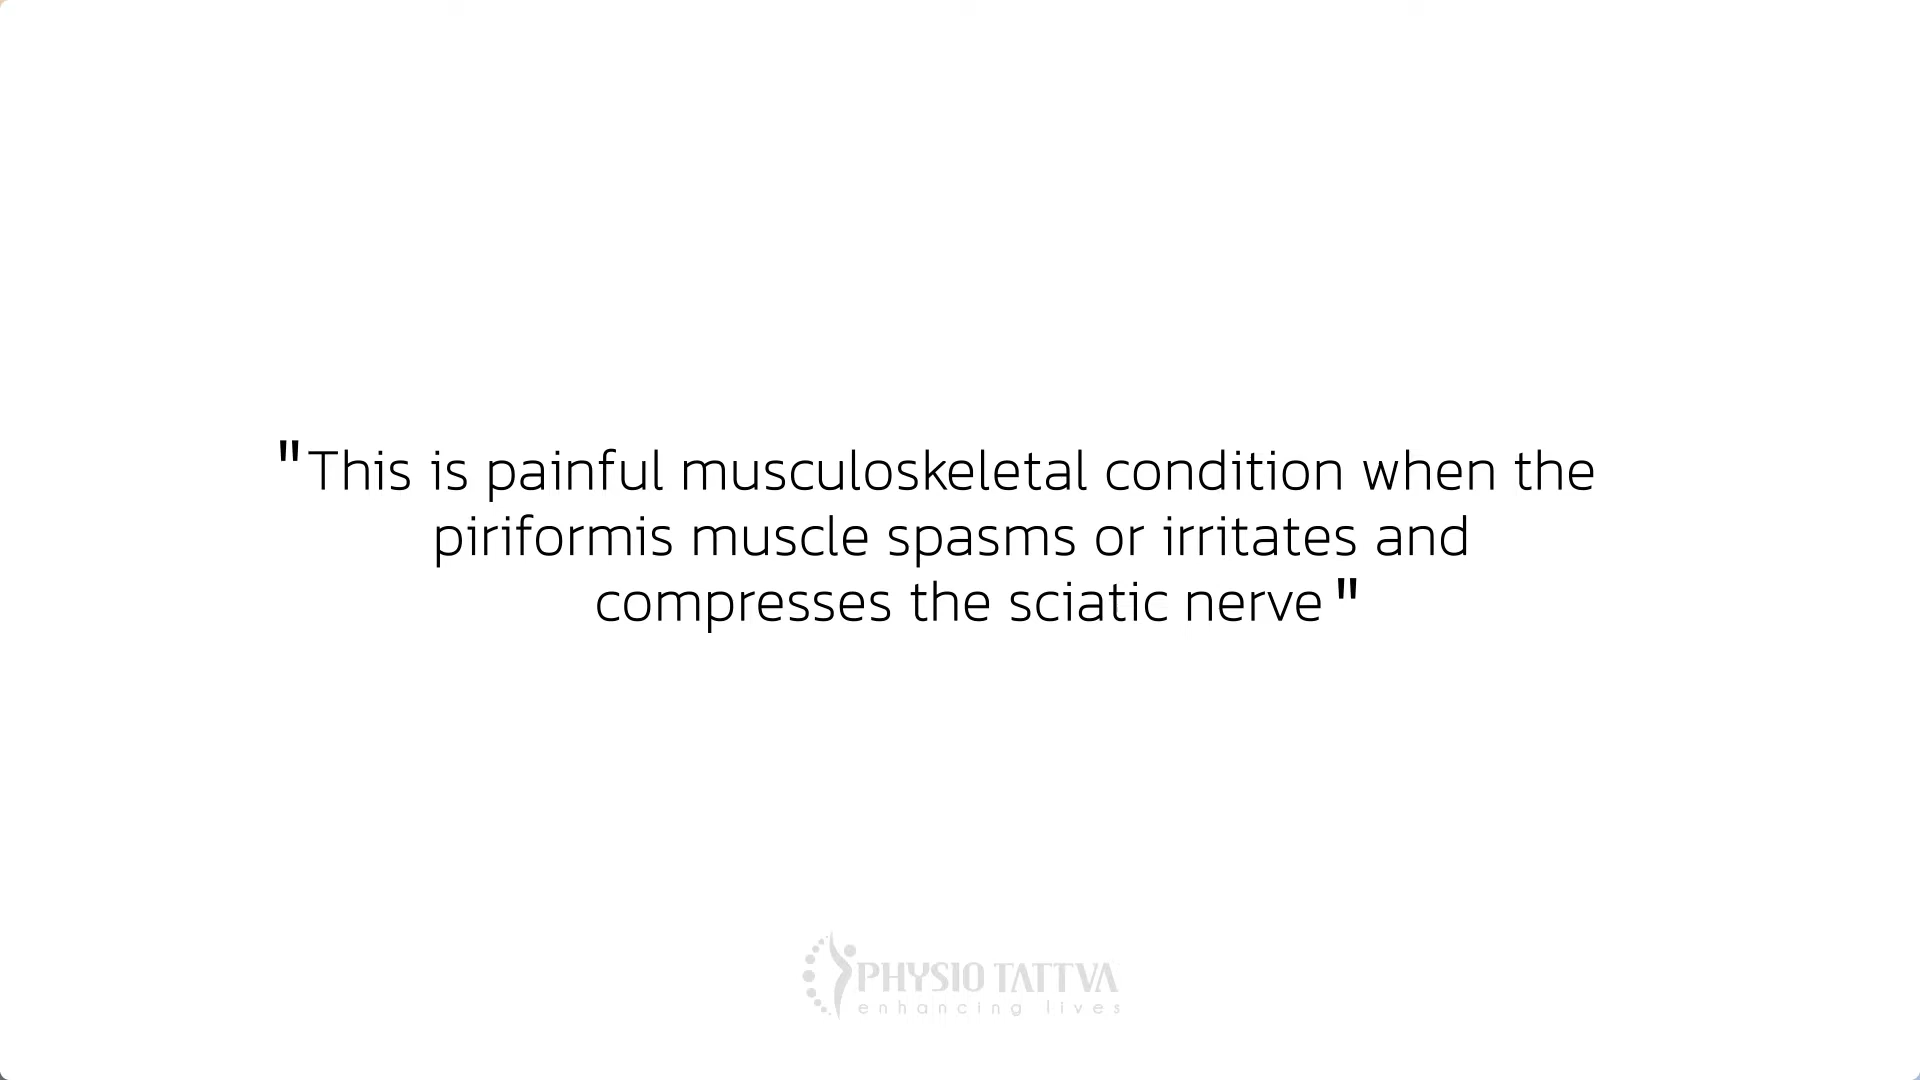 "This is painful musculoskeletal condition when the
piriformis muscle spasms or irritates and
compresses the sciatic nerve"
PHYSIO TATTVA
enhancing lives